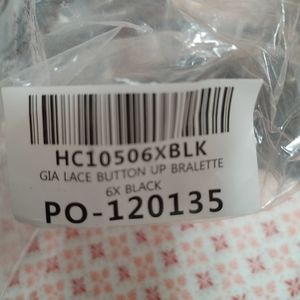 HC10506XBLK
GIA LACE BUTTON UP BRALETTE
6X BLACK
PO-120135